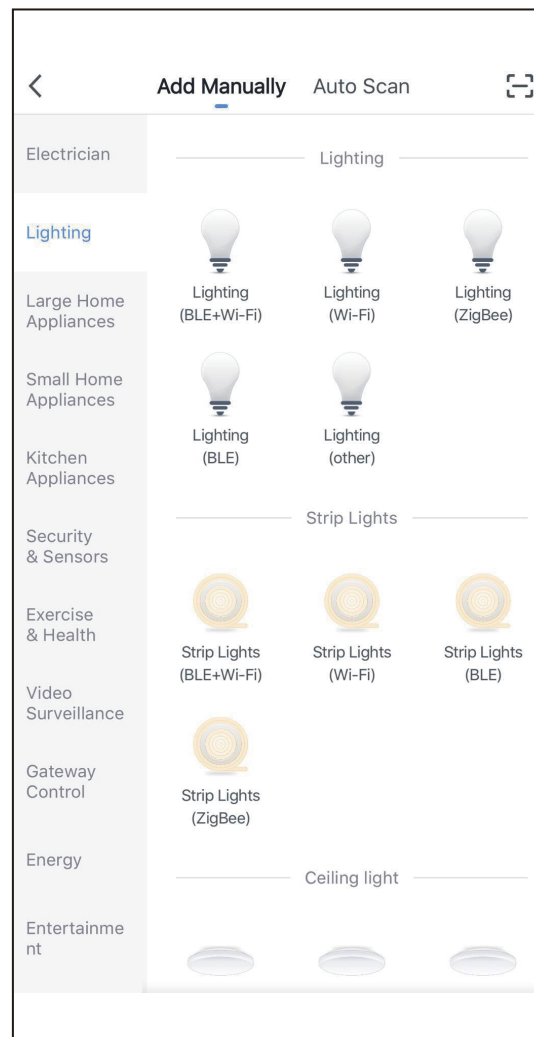 Add Manually Auto Scan
Electrician
Lighting
Large Home
Appliances
Small Home
Appliances
Kitchen
Appliances
Security
& Sensors
Exercise
& Health
Video
Surveillance
Gateway
Control
Energy
Entertainme
nt
Lighting
Lighting Lighting Lighting
(BLE+Wi-Fi) (Wi-Fi) (ZigBee)
Lighting Lighting
(BLE) (other)
Strip Lights
Strip Lights Strip Lights Strip Lights
(BLE+Wi-Fi) (Wi-Fi) (BLE)
Strip Lights
(ZigBee)
Ceiling light